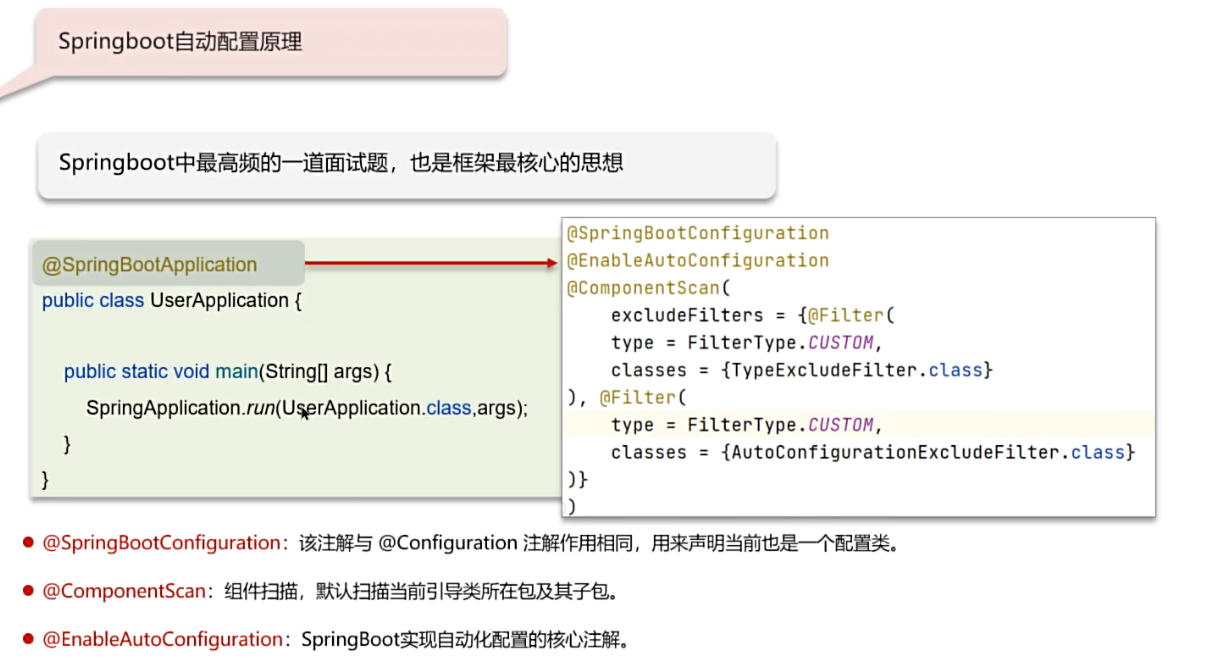 Springboot自动配置原理
Springboot中最高频的一道面试题，也是框架最核心的思想
@SpringBootApplication
public class UserApplication {
public static void main(String[] args) {
SpringApplication.run(UserApplication.class,args);
}
}
@SpringBootConfiguration
@EnableAutoConfiguration
@ComponentScan(
excludeFilters = {@Filter(
type = FilterType.CUSTOM,
classes = {TypeExcludeFilter.class}
), @Filter(
type = FilterType.CUSTOM,
classes = {AutoConfigurationExcludeFilter.class}
)}
)
● @SpringBootConfiguration：该注解与 @Configuration 注解作用相同，用来声明当前也是一个配置类。
● @ComponentScan：组件扫描，默认扫描当前引导类所在包及其子包。
● @EnableAutoConfiguration：SpringBoot实现自动化配置的核心注解。